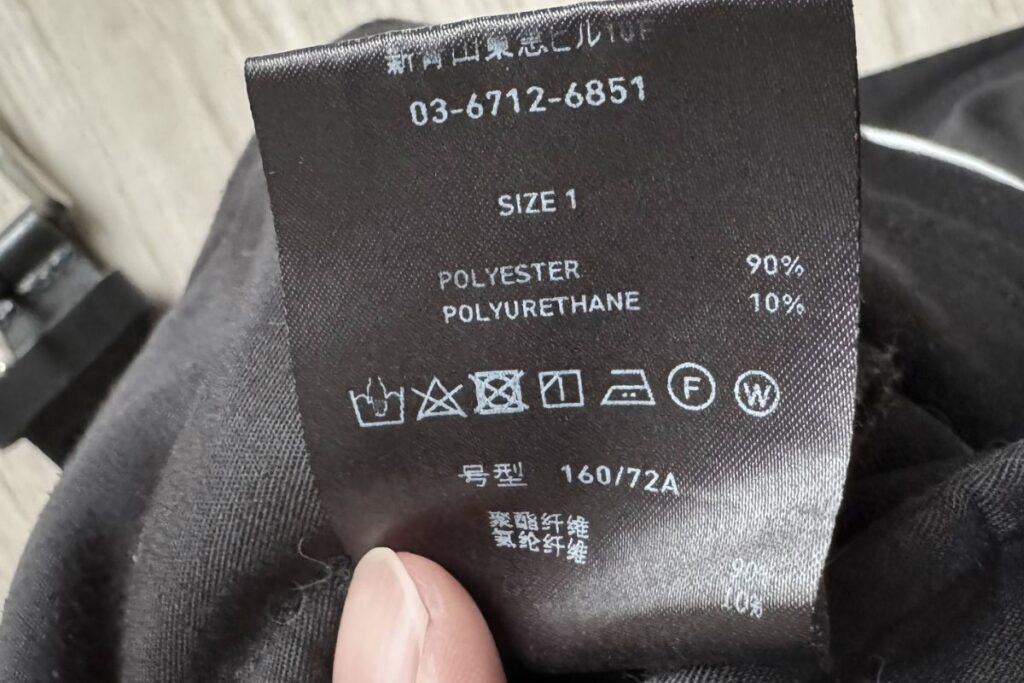 新青山東急ビル10F
03-6712-6851
SIZE 1
POLYESTER 90%
POLYURETHANE 10%
F W
号型 160/72A
聚酯纤维
氨纶纤维
90%
10%